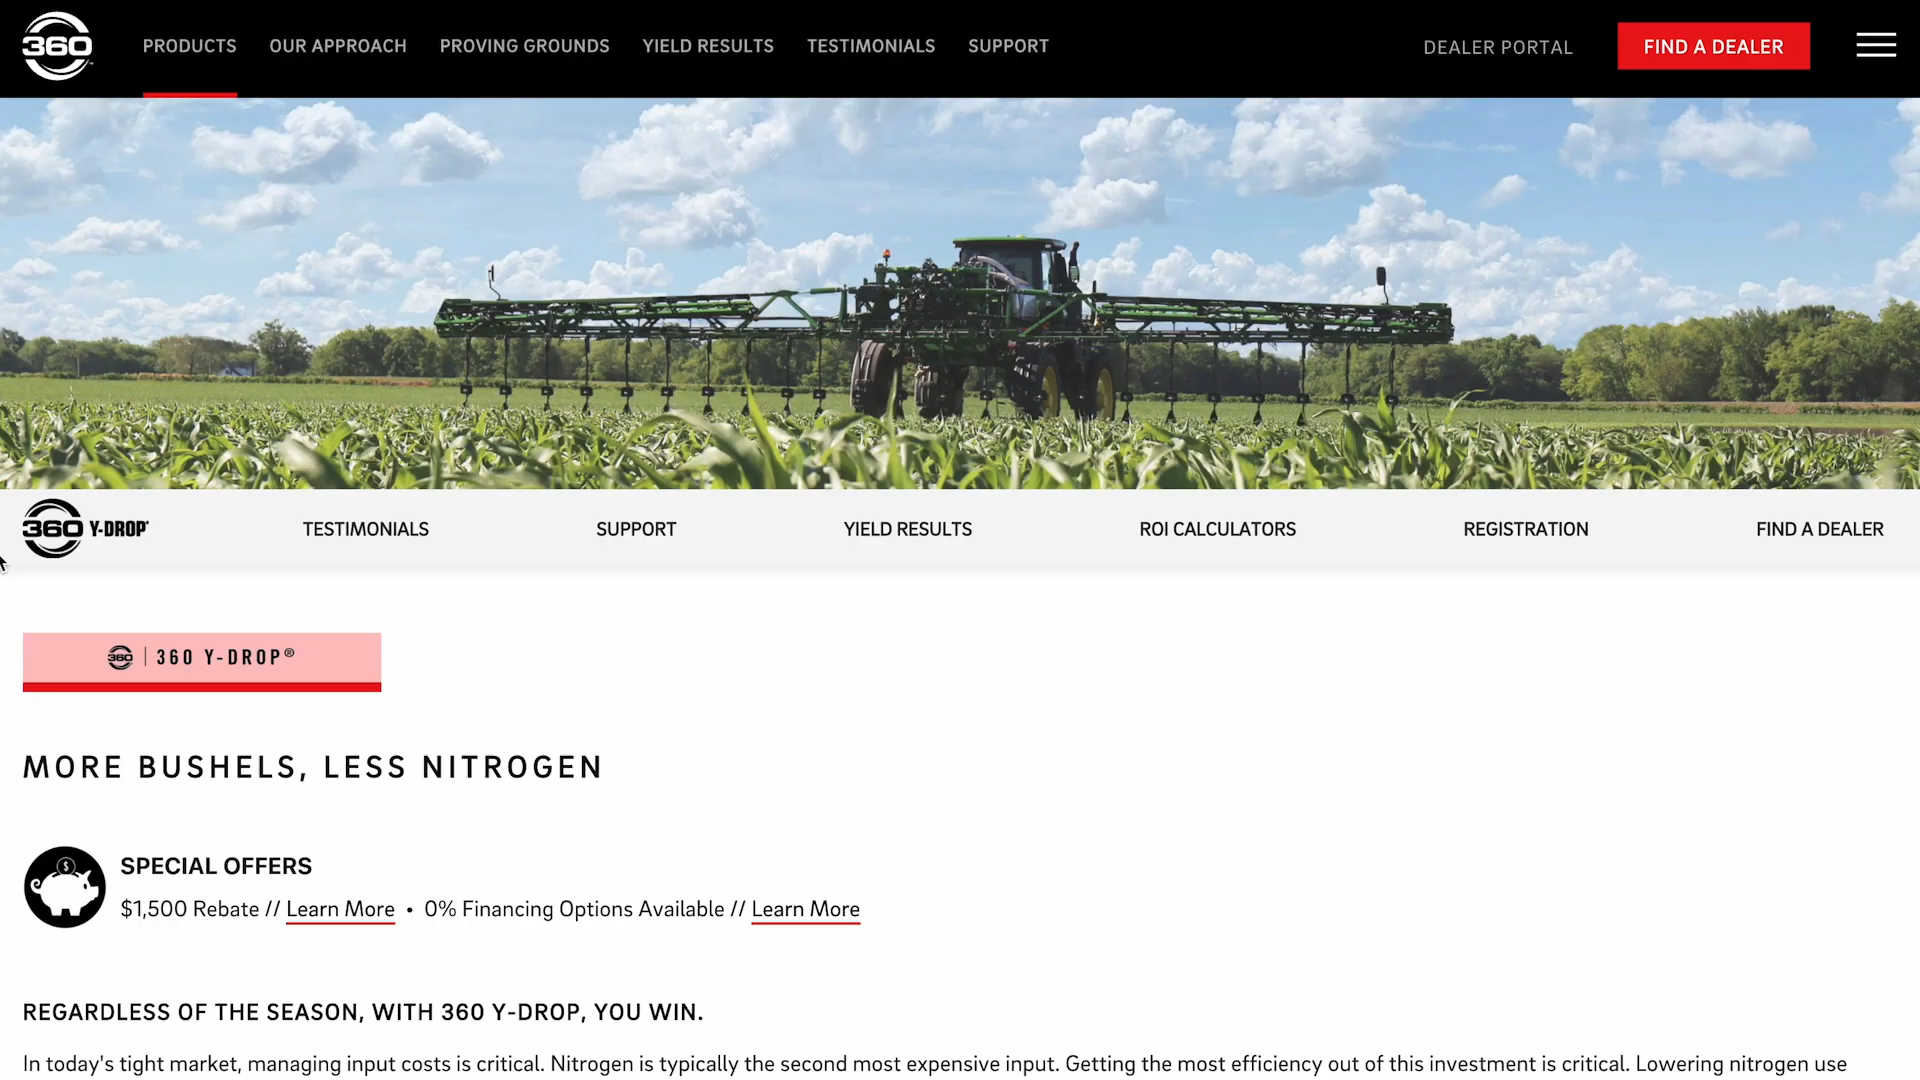 360 PRODUCTS OUR APPROACH PROVING GROUNDS YIELD RESULTS TESTIMONIALS SUPPORT DEALER PORTAL FIND A DEALER
360 Y-DROP® TESTIMONIALS SUPPORT YIELD RESULTS ROI CALCULATORS REGISTRATION FIND A DEALER
360 | 360 Y-DROP®
MORE BUSHELS, LESS NITROGEN
SPECIAL OFFERS
$1,500 Rebate // Learn More • 0% Financing Options Available // Learn More
REGARDLESS OF THE SEASON, WITH 360 Y-DROP, YOU WIN.
In today's tight market, managing input costs is critical. Nitrogen is typically the second most expensive input. Getting the most efficiency out of this investment is critical. Lowering nitrogen use